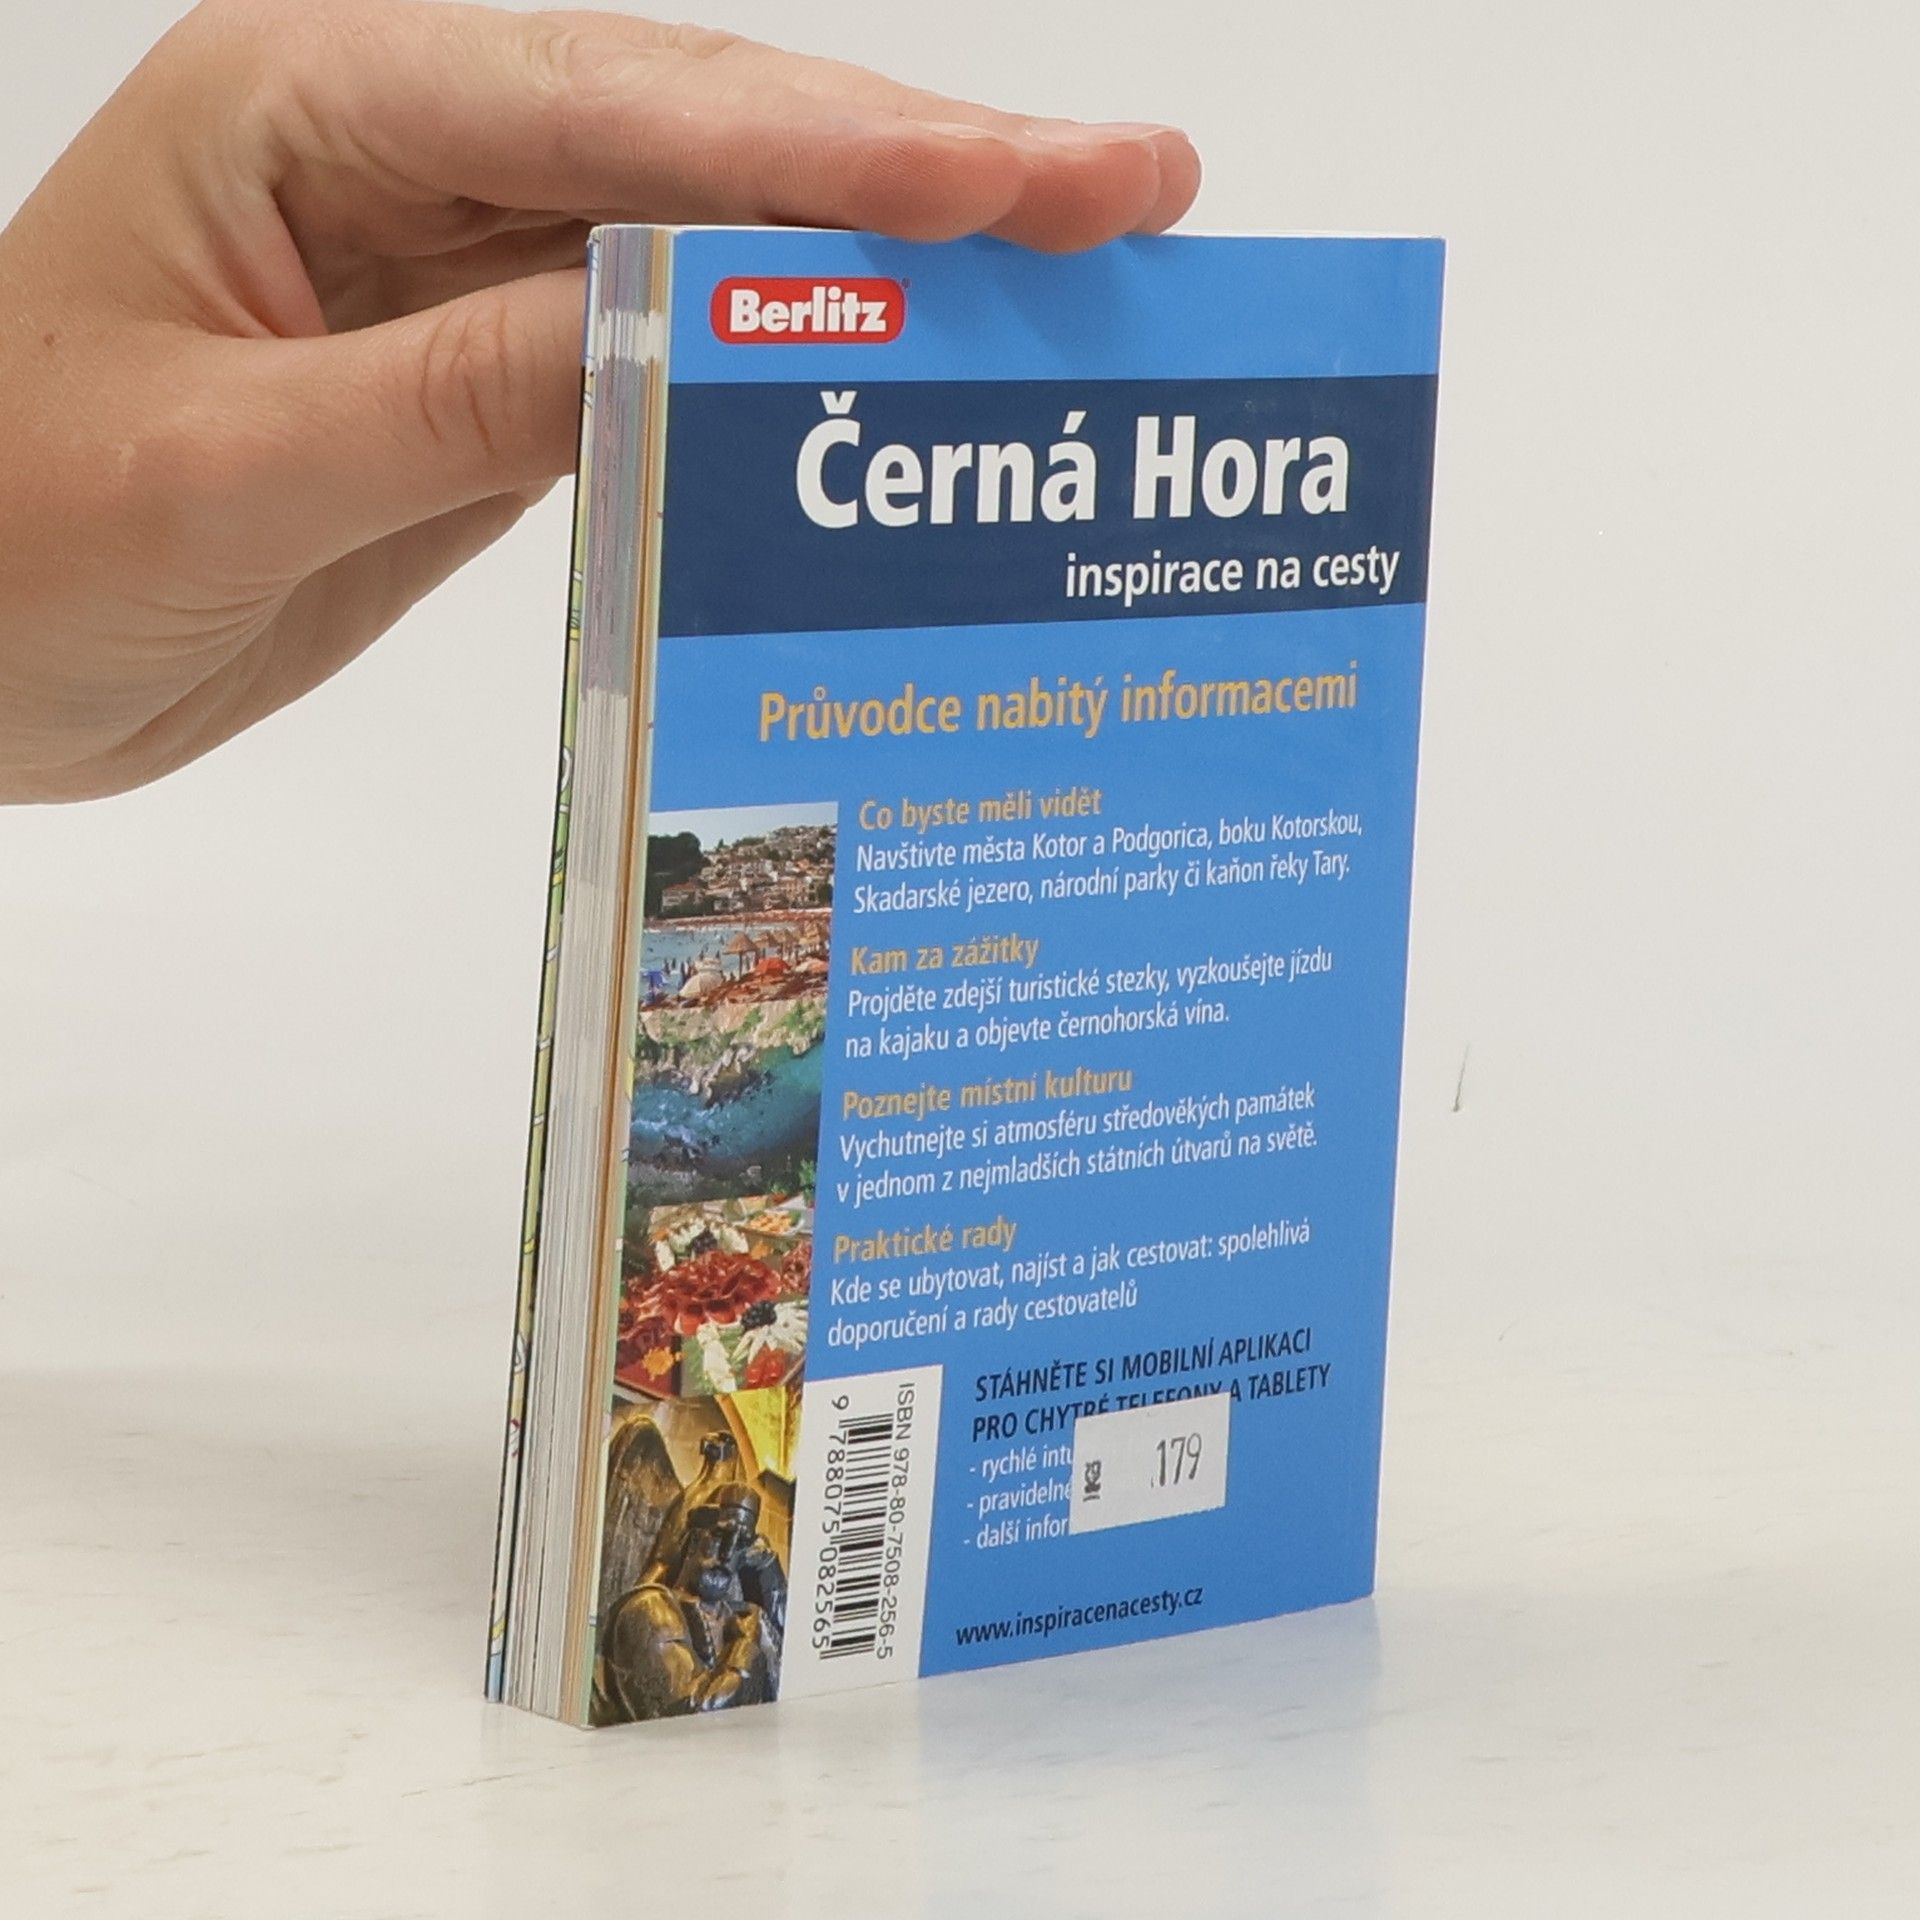 Berlitz
Černá Hora
inspirace na cesty
Průvodce nabitý informacemi
Co byste měli vidět
Navštivte města Kotor a Podgorica, boku Kotorskou,
Skadarské jezero, národní parky či kaňon řeky Tary.
Kam za zážitky
Projděte zdejší turistické stezky, vyzkoušejte jízdu
na kajaku a objevte černohorská vína.
Poznejte místní kulturu
Vychutnejte si atmosféru středověkých památek
v jednom z nejmladších státních útvarů na světě.
Praktické rady
Kde se ubytovat, najíst a jak cestovat: spolehlivá
doporučení a rady cestovatelů
STÁHNĚTE SI MOBILNÍ APLIKACI
PRO CHYTRÉ TELEFONY A TABLETY
- rychlé
- pravidelné
- další
Kč 179
www.inspiracenacesty.cz
ISBN 978-80-7508-256-5
9 788075 082565